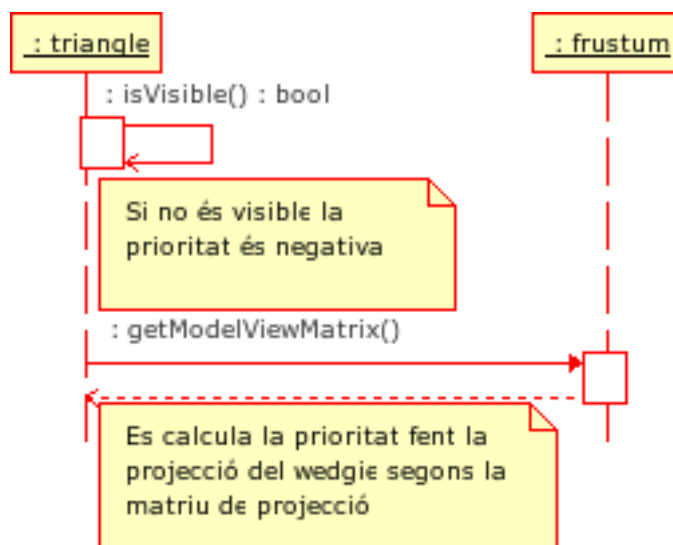 : triangle
: frustum
: isVisible() : bool
Si no és visible la
prioritat és negativa
: getModelViewMatrix()
Es calcula la prioritat fent la
projecció del wedgie segons la
matriu de projecció